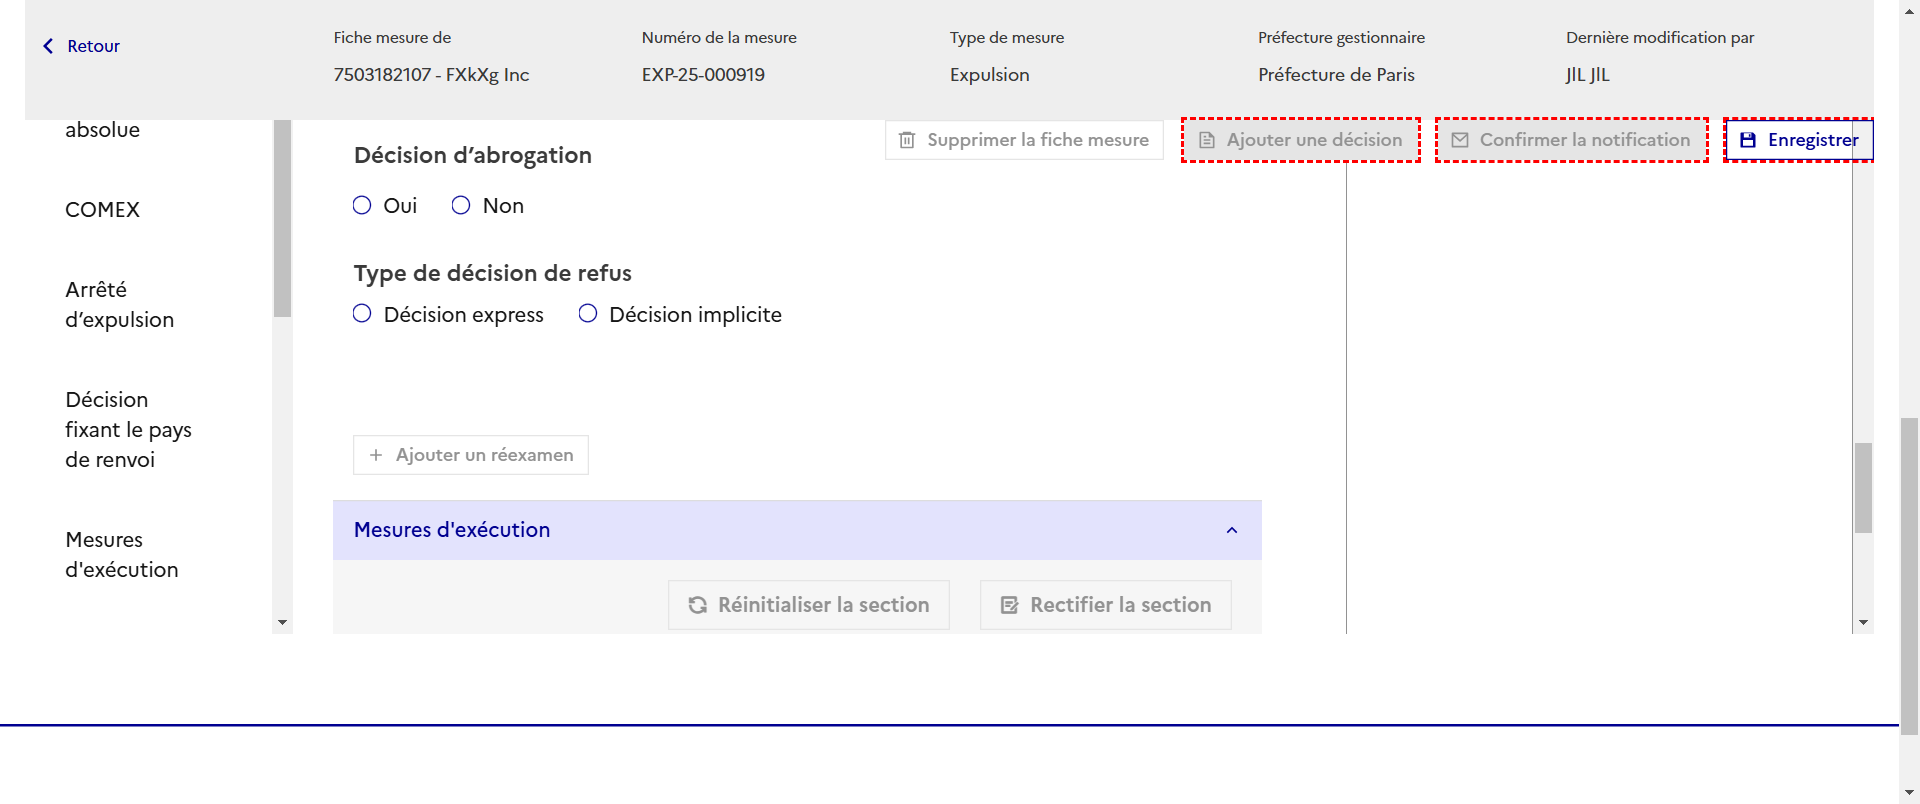 Retour
Fiche mesure de
7503182107 - FXkXg Inc
Numéro de la mesure
EXP-25-000919
Type de mesure
Expulsion
Préfecture gestionnaire
Préfecture de Paris
Dernière modification par
JlL JlL
Supprimer la fiche mesure
Ajouter une décision
Confirmer la notification
Enregistrer
absolue
COMEX
Arrêté
d’expulsion
Décision
fixant le pays
de renvoi
Mesures
d'exécution
Décision d’abrogation
Oui
Non
Type de décision de refus
Décision express
Décision implicite
Ajouter un réexamen
Mesures d'exécution
Réinitialiser la section
Rectifier la section